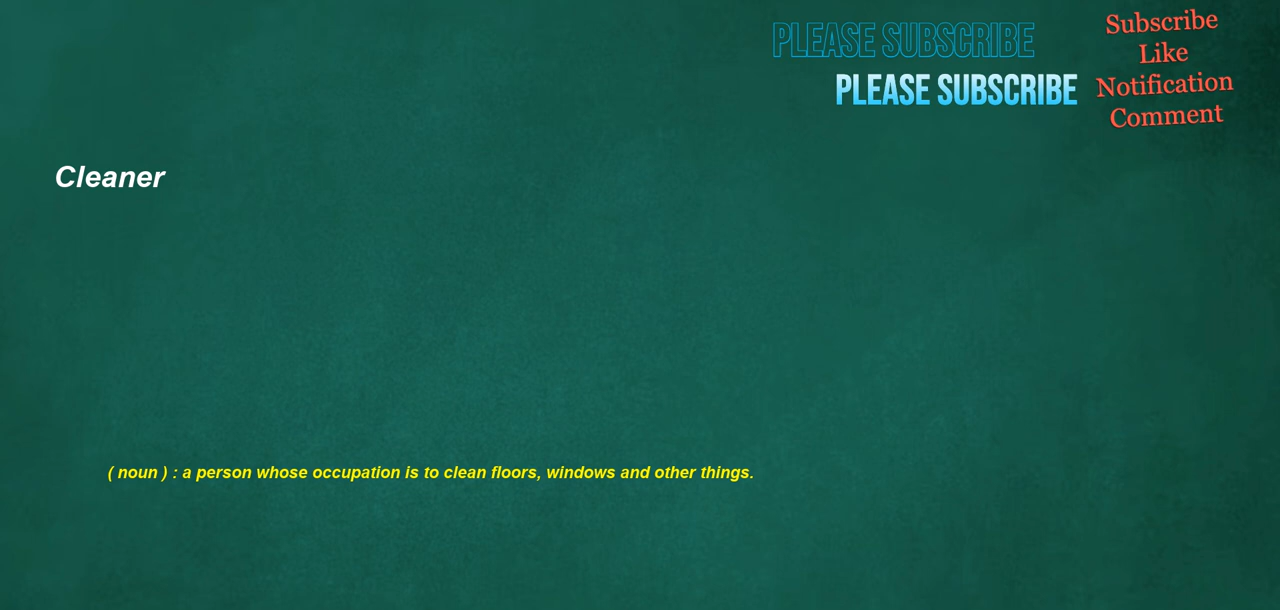 PLEASE SUBSCRIBE
PLEASE SUBSCRIBE
Subscribe
Like
Notification
Comment
Cleaner
( noun ) : a person whose occupation is to clean floors, windows and other things.